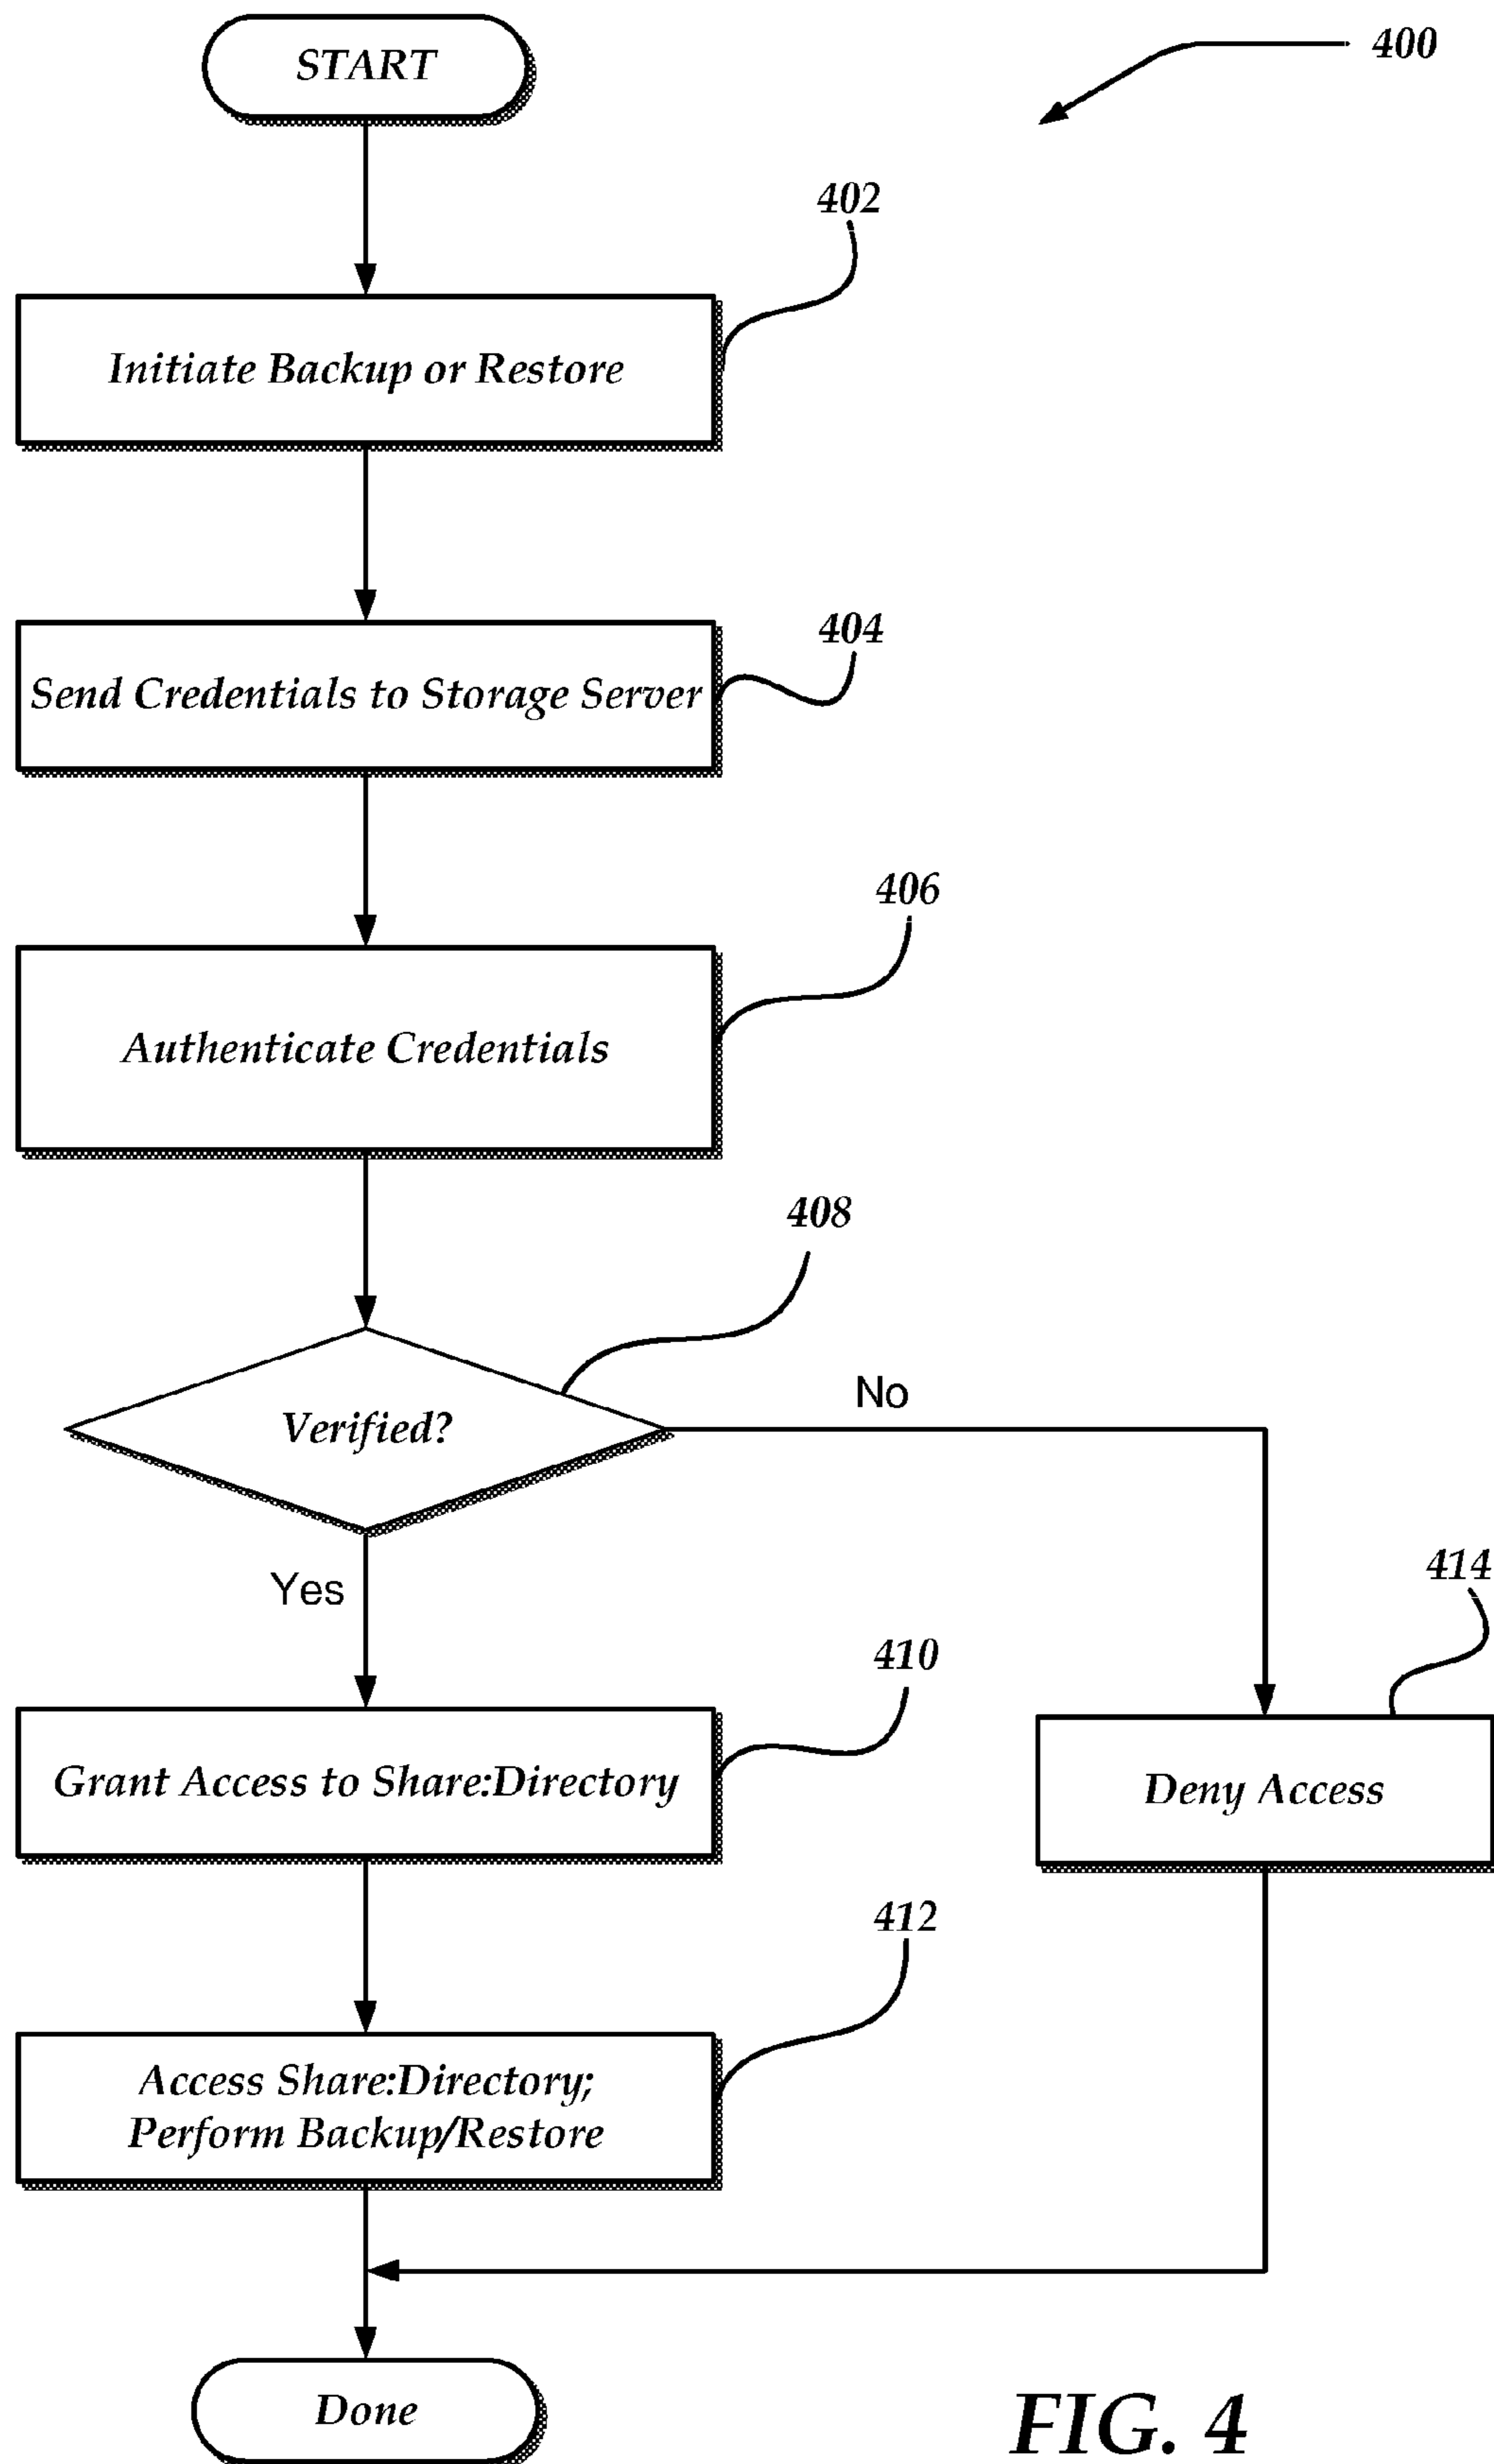 START
400
402
Initiate Backup or Restore
404
Send Credentials to Storage Server
406
Authenticate Credentials
408
Verified?
No
Yes
414
410
Grant Access to Share:Directory
Deny Access
412
Access Share:Directory;
Perform Backup/Restore
Done
FIG. 4